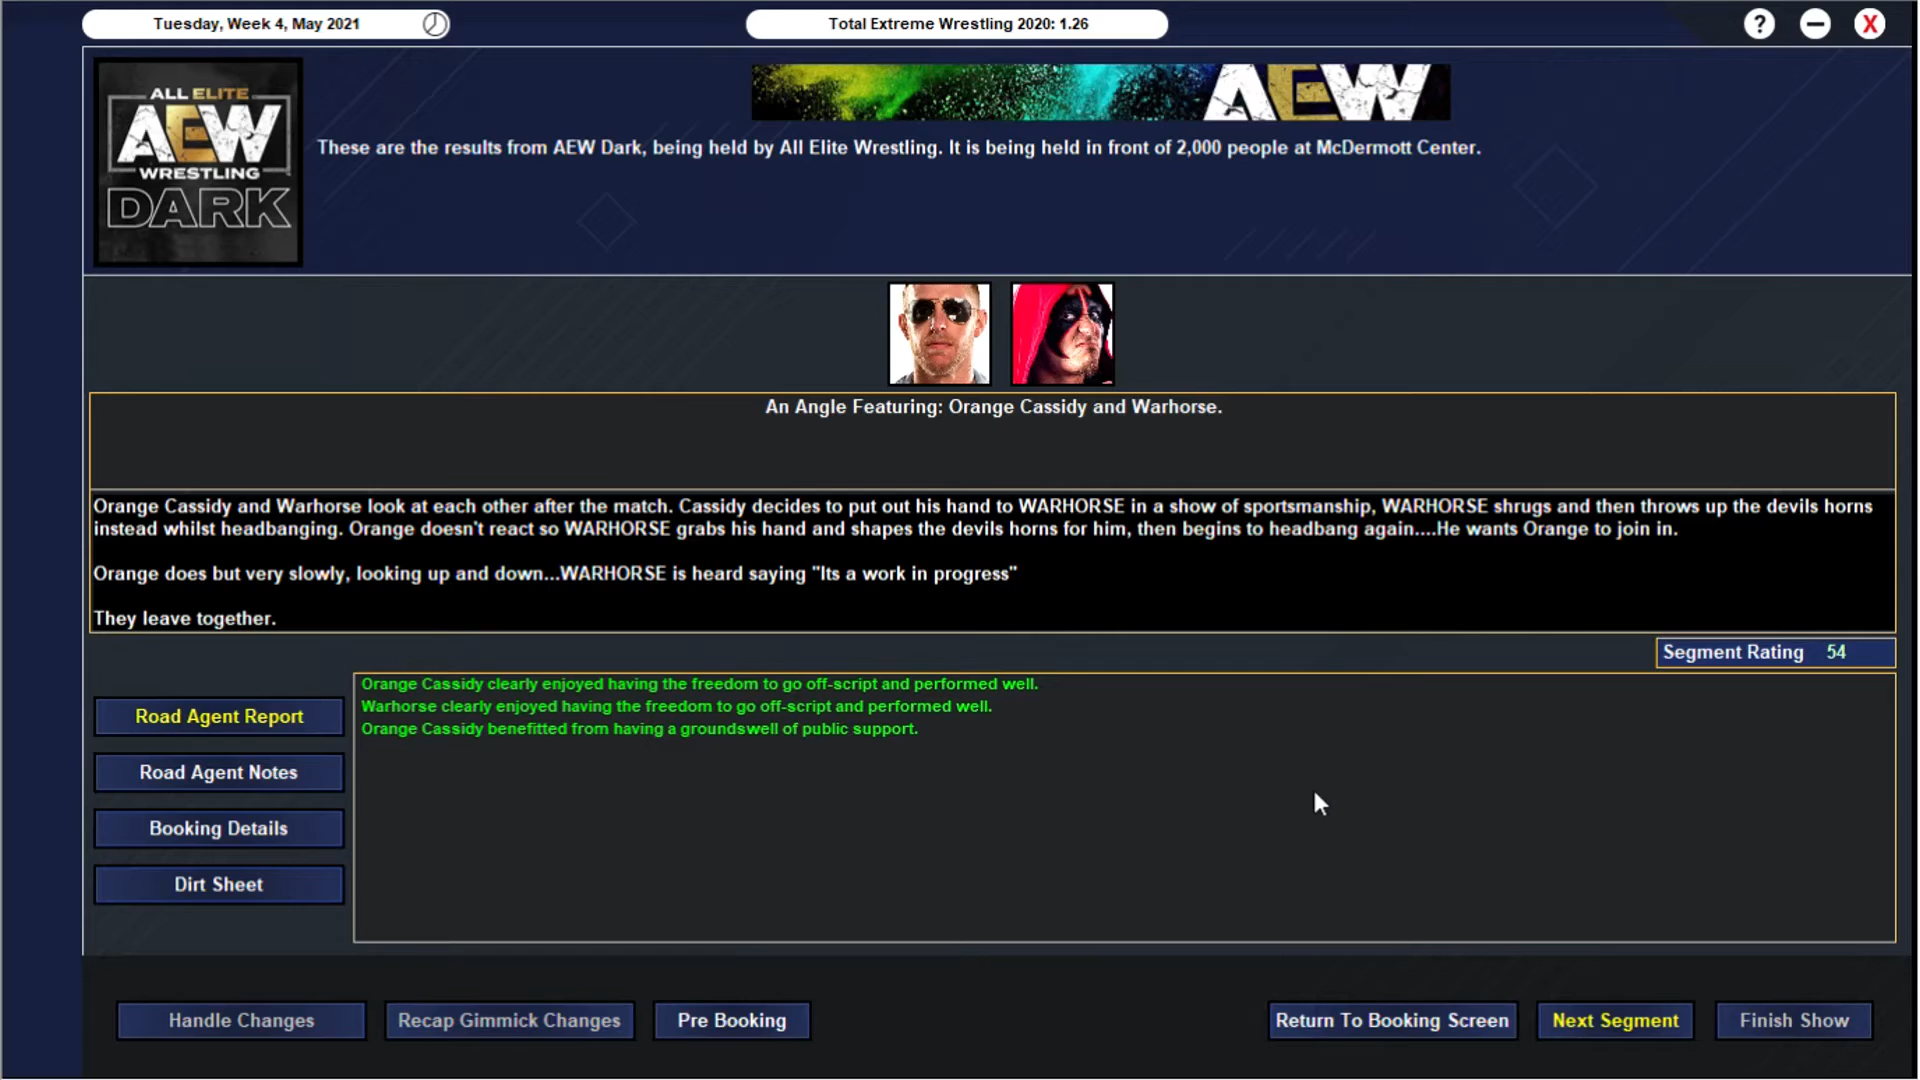 Tuesday, Week 4, May 2021
Total Extreme Wrestling 2020: 1.26
?
X
ALL ELITE
AEW
WRESTLING
DARK
AEW
These are the results from AEW Dark, being held by All Elite Wrestling. It is being held in front of 2,000 people at McDermott Center.
An Angle Featuring: Orange Cassidy and Warhorse.
Orange Cassidy and Warhorse look at each other after the match. Cassidy decides to put out his hand to WARHORSE in a show of sportsmanship, WARHORSE shrugs and then throws up the devils horns
instead whilst headbanging. Orange doesn't react so WARHORSE grabs his hand and shapes the devils horns for him, then begins to headbang again....He wants Orange to join in.
Orange does but very slowly, looking up and down...WARHORSE is heard saying "Its a work in progress"
They leave together.
Segment Rating 54
Road Agent Report
Road Agent Notes
Booking Details
Dirt Sheet
Orange Cassidy clearly enjoyed having the freedom to go off-script and performed well.
Warhorse clearly enjoyed having the freedom to go off-script and performed well.
Orange Cassidy benefitted from having a groundswell of public support.
Handle Changes
Recap Gimmick Changes
Pre Booking
Return To Booking Screen
Next Segment
Finish Show